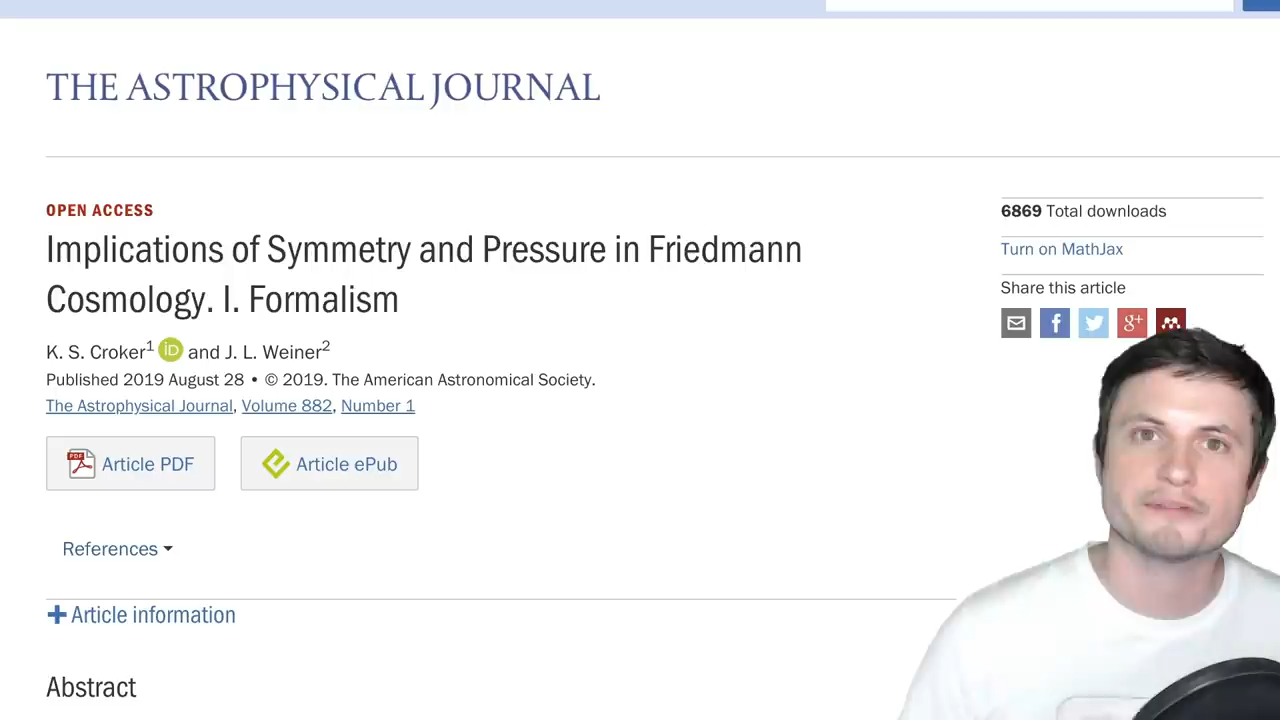 THE ASTROPHYSICAL JOURNAL
OPEN ACCESS
Implications of Symmetry and Pressure in Friedmann
Cosmology. I. Formalism
K. S. Croker1 iD and J. L. Weiner2
Published 2019 August 28 • © 2019. The American Astronomical Society.
The Astrophysical Journal, Volume 882, Number 1
PDF Article PDF
Article ePub
References
Article information
Abstract
6869 Total downloads
Turn on MathJax
Share this article